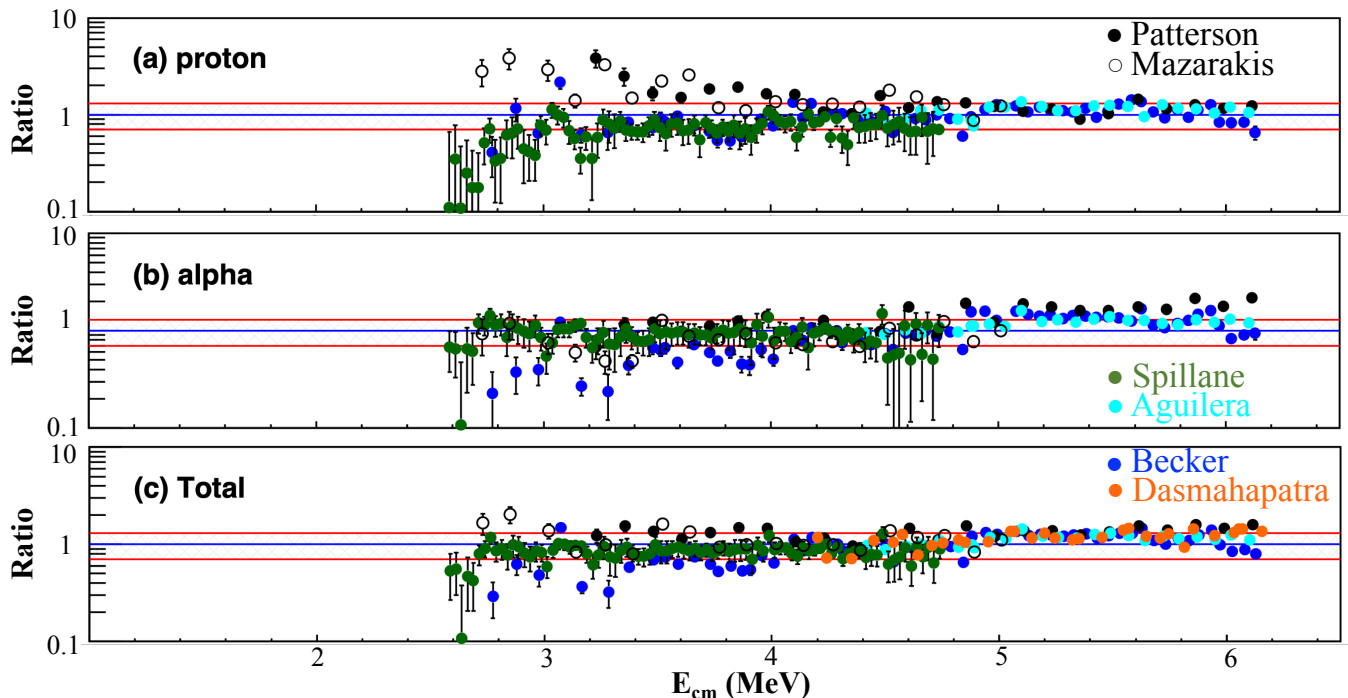 10
(a) proton
Patterson
Mazarakis
Ratio
1
0.1
10
(b) alpha
Ratio
1
Spillane
Aguilera
0.1
10
(c) Total
Becker
Dasmahapatra
Ratio
1
0.1
2 3 4 5 6
E_cm (MeV)